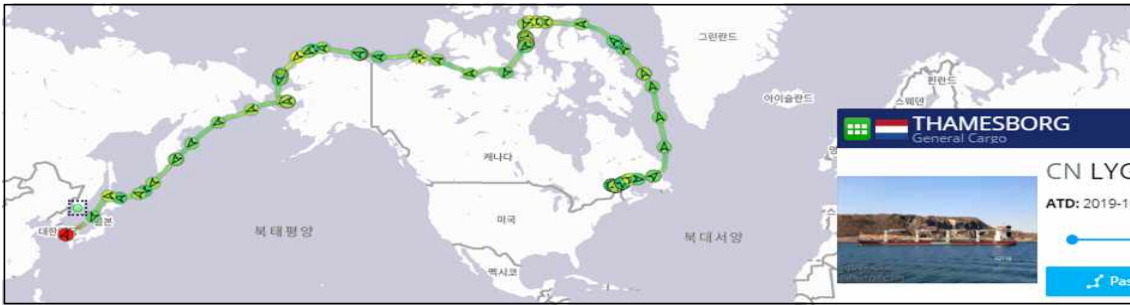 그린란드
핀란드
스웨덴
아이슬란드
THAMESBORG
General Cargo
캐나다
CN LYG
ATD: 2019-1
대한
일본
북태평양
미국
북대서양
멕시코
Pas